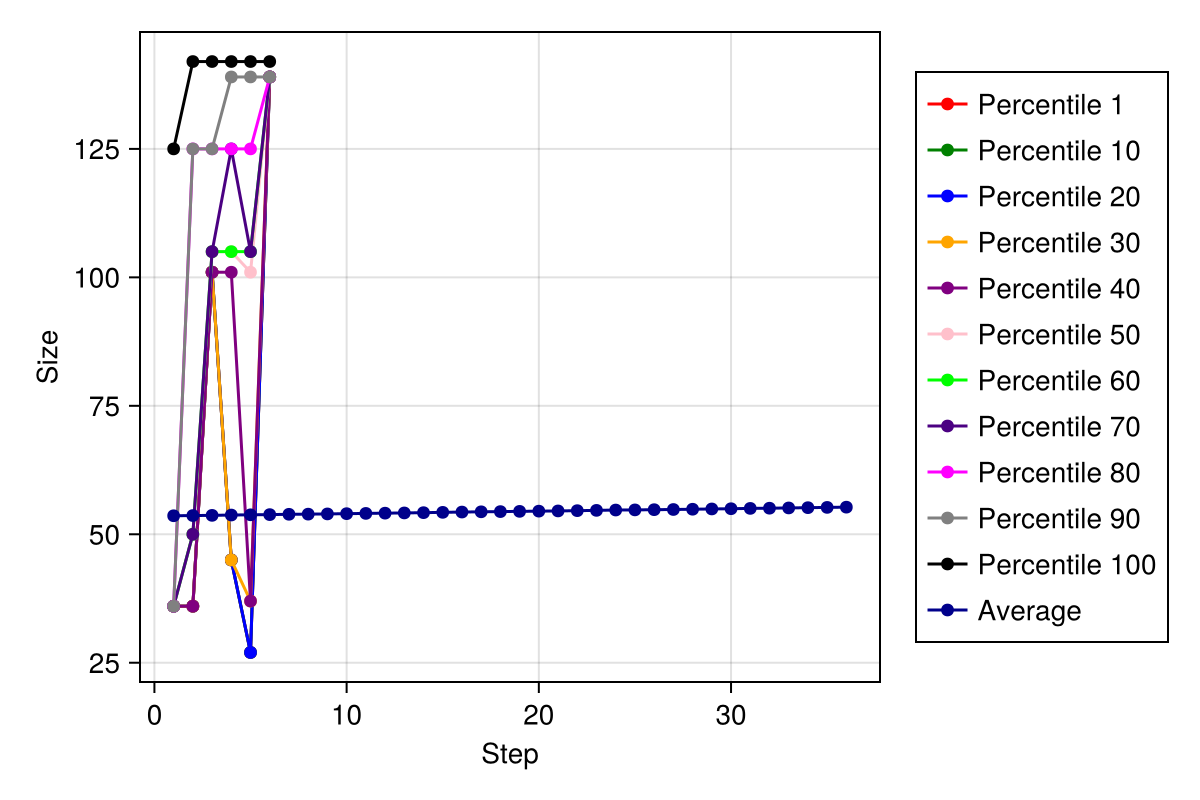 125
100
75
50
25
Size
0 10 20 30
Step
Percentile 1
Percentile 10
Percentile 20
Percentile 30
Percentile 40
Percentile 50
Percentile 60
Percentile 70
Percentile 80
Percentile 90
Percentile 100
Average